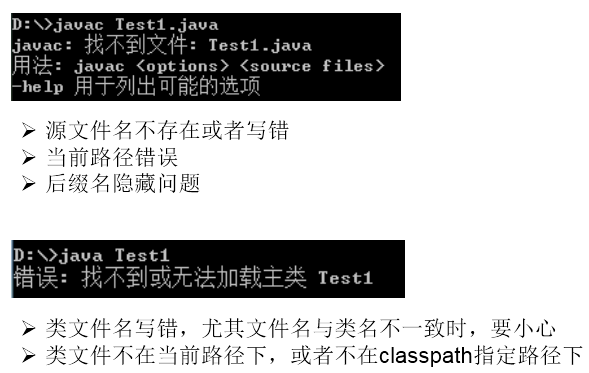 D:\>javac Test1.java
javac: 找不到文件: Test1.java
用法: javac <options> <source files>
-help 用于列出可能的选项
➢ 源文件名不存在或者写错
➢ 当前路径错误
➢ 后缀名隐藏问题
D:\>java Test1
错误: 找不到或无法加载主类 Test1
➢ 类文件名写错，尤其文件名与类名不一致时，要小心
➢ 类文件不在当前路径下，或者不在classpath指定路径下